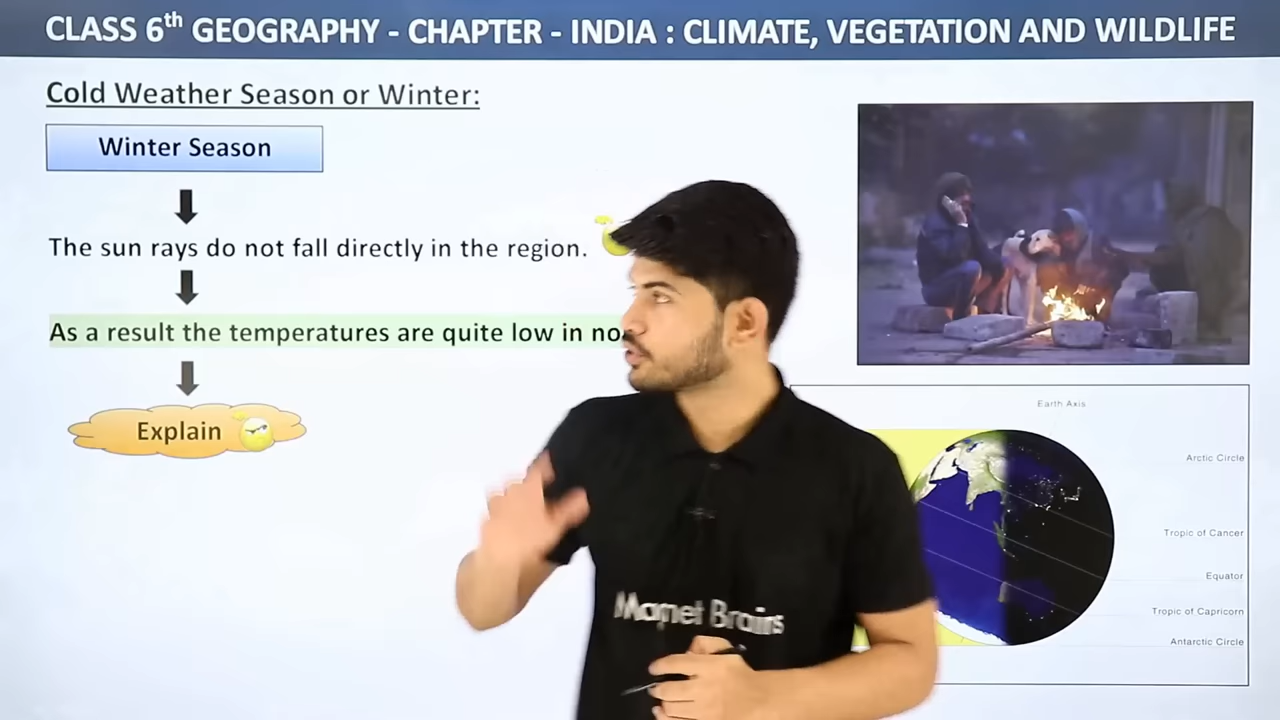 CLASS 6th GEOGRAPHY - CHAPTER - INDIA : CLIMATE, VEGETATION AND WILDLIFE
Cold Weather Season or Winter:
Winter Season
The sun rays do not fall directly in the region.
As a result the temperatures are quite low in
Explain
Earth Axis
Arctic Circle
Tropic of Cancer
Equator
Tropic of Capricorn
Antarctic Circle
Magnet Brains